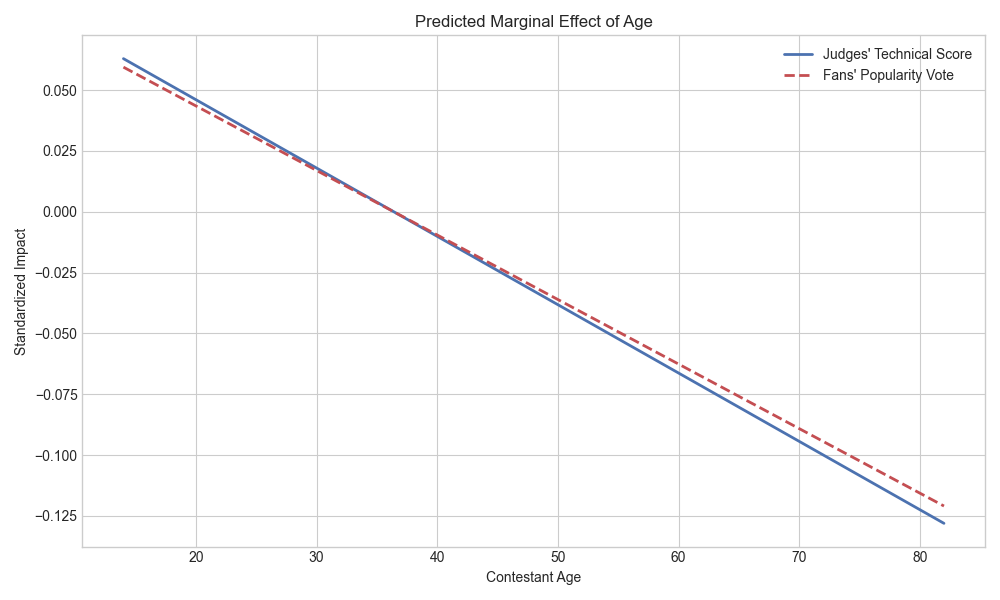 Predicted Marginal Effect of Age
Judges' Technical Score
Fans' Popularity Vote
Standardized Impact
0.050
0.025
0.000
−0.025
−0.050
−0.075
−0.100
−0.125
20 30 40 50 60 70 80
Contestant Age